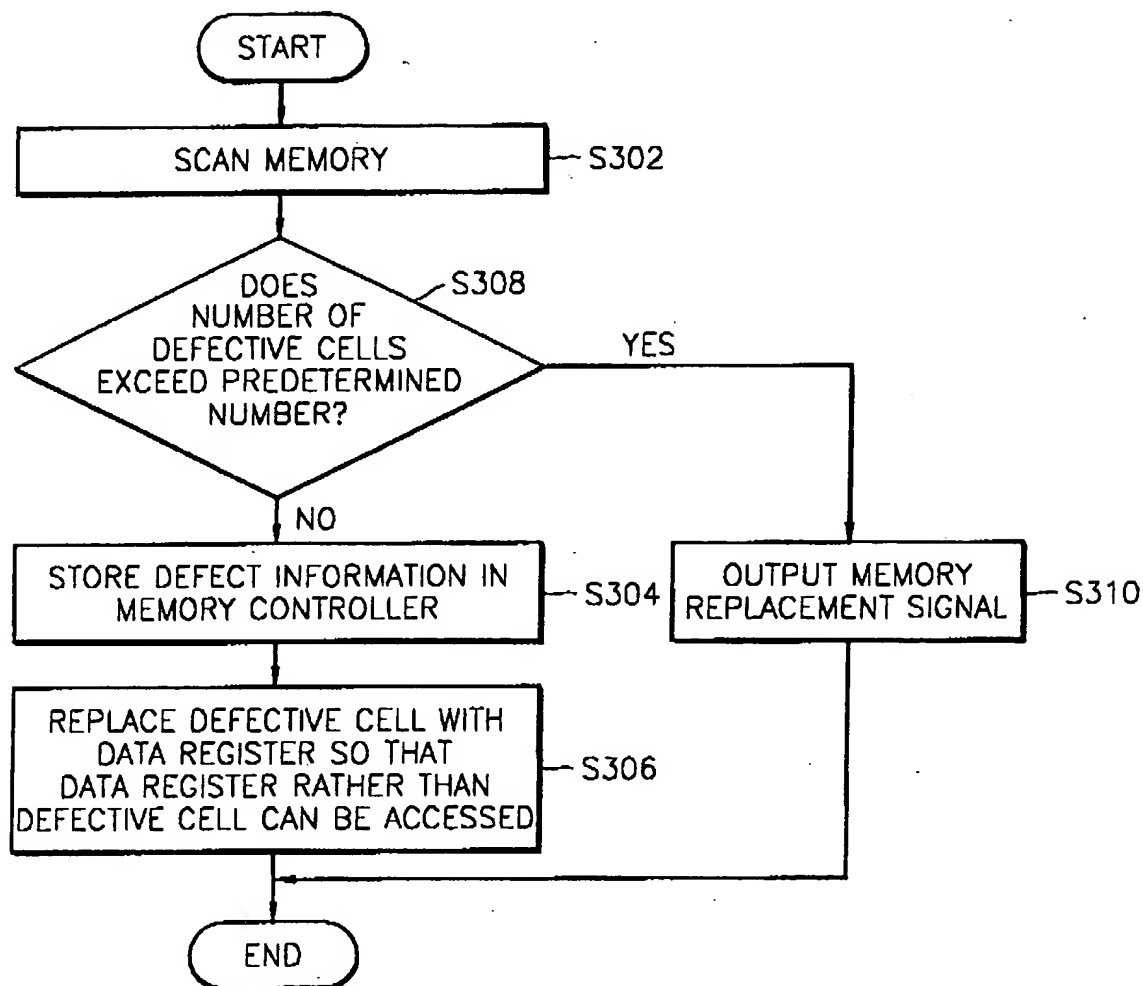 START
SCAN MEMORY
S302
DOES
NUMBER OF
DEFECTIVE CELLS
EXCEED PREDETERMINED
NUMBER?
S308
YES
NO
STORE DEFECT INFORMATION IN
MEMORY CONTROLLER
S304
OUTPUT MEMORY
REPLACEMENT SIGNAL
S310
REPLACE DEFECTIVE CELL WITH
DATA REGISTER SO THAT
DATA REGISTER RATHER THAN
DEFECTIVE CELL CAN BE ACCESSED
S306
END